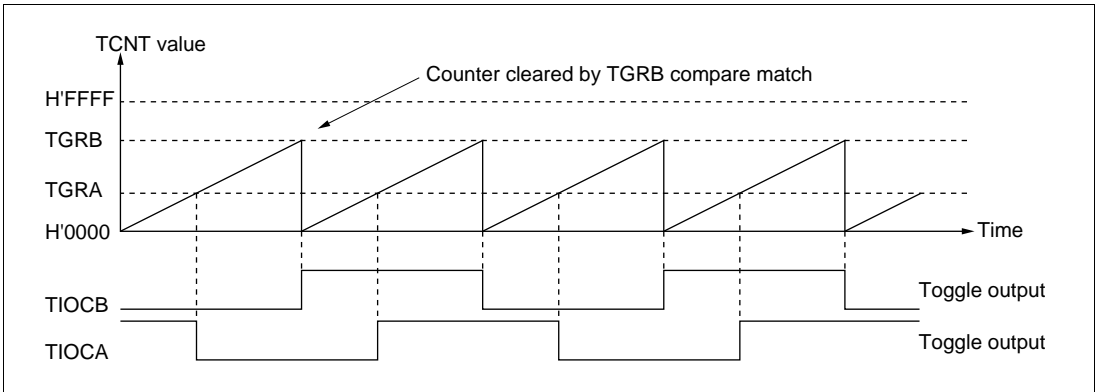 TCNT value
Counter cleared by TGRB compare match
H'FFFF
TGRB
TGRA
H'0000
Time
TIOCB
Toggle output
TIOCA
Toggle output